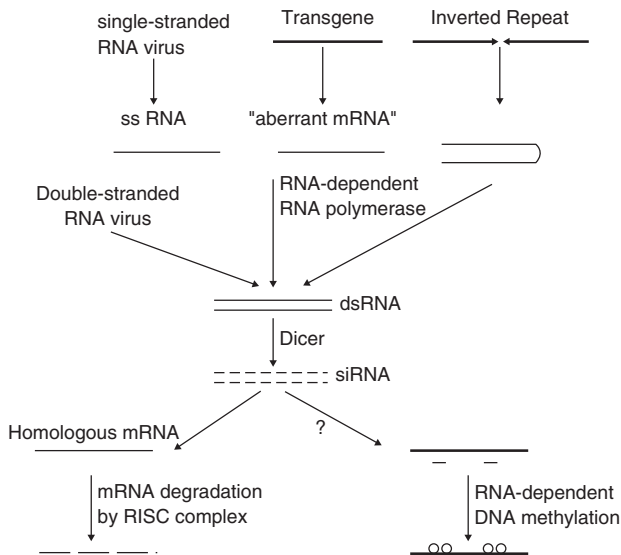 single-stranded
RNA virus
Transgene
Inverted Repeat
ss RNA
"aberrant mRNA"
Double-stranded
RNA virus
RNA-dependent
RNA polymerase
dsRNA
Dicer
siRNA
Homologous mRNA
?
mRNA degradation
by RISC complex
RNA-dependent
DNA methylation